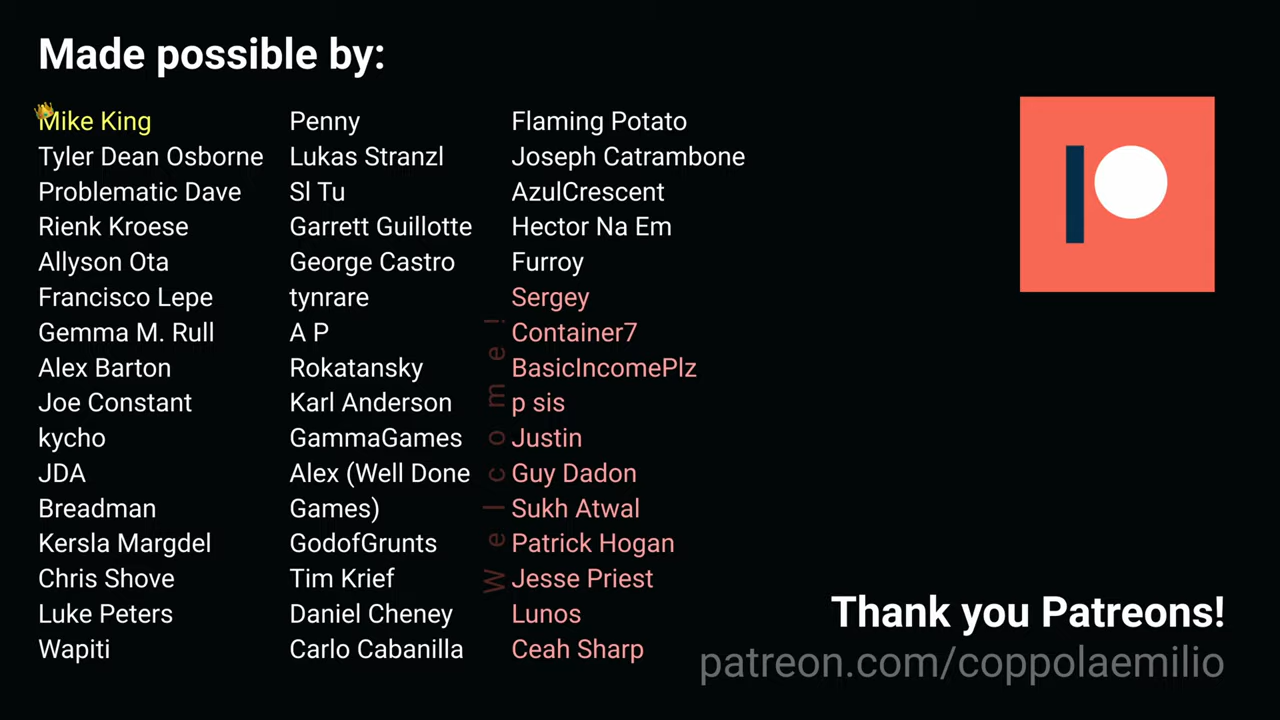 Made possible by:
Mike King
Tyler Dean Osborne
Problematic Dave
Rienk Kroese
Allyson Ota
Francisco Lepe
Gemma M. Rull
Alex Barton
Joe Constant
kycho
JDA
Breadman
Kersla Margdel
Chris Shove
Luke Peters
Wapiti
Penny
Lukas Stranzl
Sl Tu
Garrett Guillotte
George Castro
tynrare
A P
Rokatansky
Karl Anderson
GammaGames
Alex (Well Done
Games)
GodofGrunts
Tim Krief
Daniel Cheney
Carlo Cabanilla
Welcome!
Flaming Potato
Joseph Catrambone
AzulCrescent
Hector Na Em
Furroy
Sergey
Container7
BasicIncomePlz
p sis
Justin
Guy Dadon
Sukh Atwal
Patrick Hogan
Jesse Priest
Lunos
Ceah Sharp
Thank you Patreons!
patreon.com/coppolaemilio